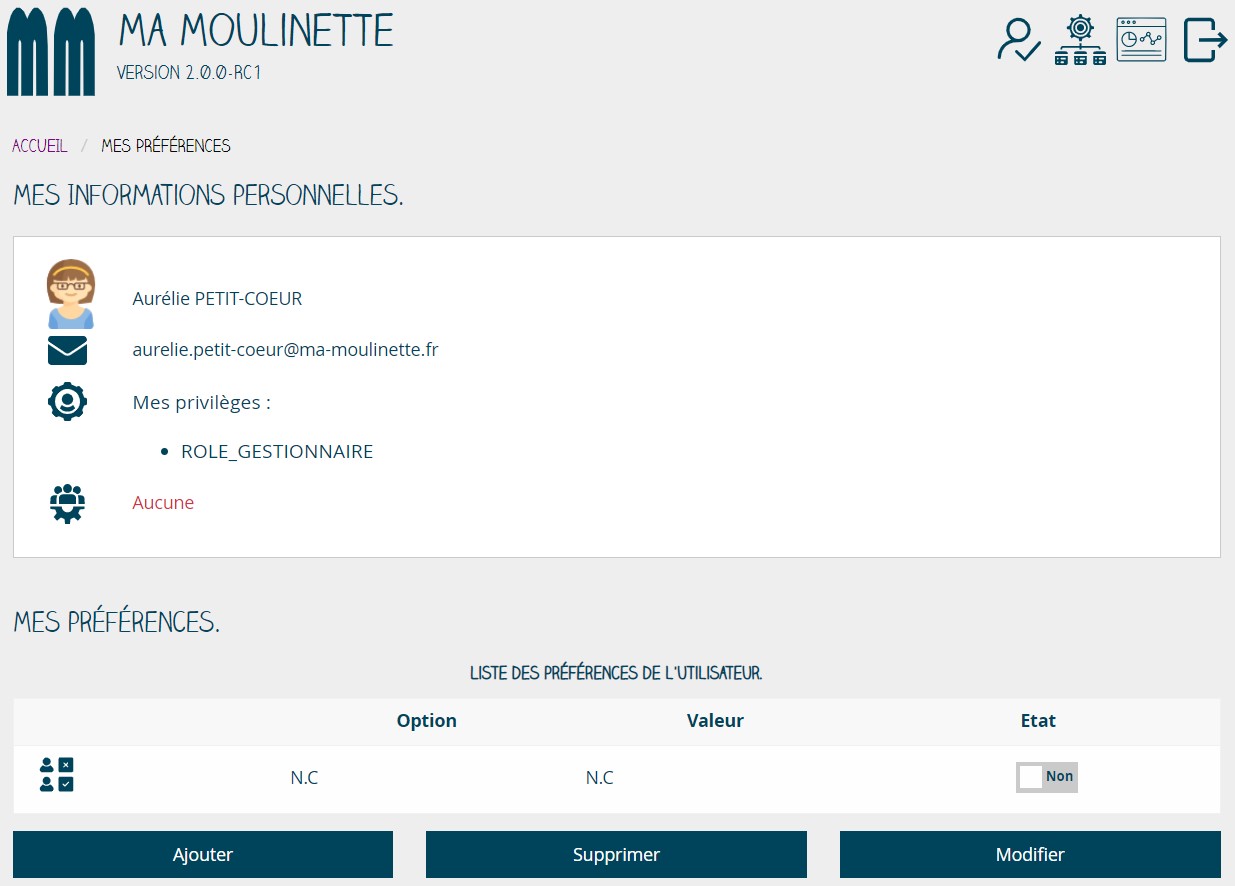 MA MOULINETTE
VERSION 2.0.0-RC1
ACCUEIL / MES PRÉFÉRENCES
MES INFORMATIONS PERSONNELLES.
Aurélie PETIT-COEUR
aurelie.petit-coeur@ma-moulinette.fr
Mes privilèges :
• ROLE_GESTIONNAIRE
Aucune
MES PRÉFÉRENCES.
LISTE DES PRÉFÉRENCES DE L'UTILISATEUR.
Option Valeur Etat
N.C N.C Non
Ajouter Supprimer Modifier